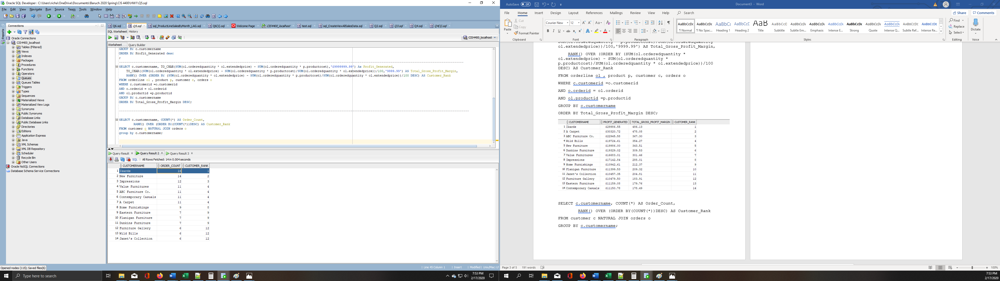 Oracle SQL Developer : C:\Users\richa\OneDrive\Documents\Baruch 2020 Spring\CIS 4400\HW1\Q5.sql
File Edit View Navigate Run Source Team Tools Window Help
Connections
Reports
Oracle Connections
CIS4400_localhost
Tables (Filtered)
Views
Indexes
Packages
Procedures
Functions
Operators
Queues
Queues Tables
Triggers
Types
Sequences
Materialized Views
Materialized View Logs
Synonyms
Public Synonyms
Database Links
Public Database Links
Directories
Editions
Application Express
Java
XML Schemas
XML DB Repository
Scheduler
Recycle Bin
Other Users
Oracle NoSQL Connections
Database Schema Service Connections
Q6.sql Q5.sql sql_ProductLineSalesByMonth_LAG.sql Q6(1).sql Welcome Page CIS4400_localhost test.sql sql_CreateViewAllSalesData.sql Q2.sql Q3.sql Q4.sql Q4(1).sql
SQL Worksheet History
CIS4400_localhost
Worksheet Query Builder
GROUP BY c.customername
ORDER BY Profit_Generated desc
;
SELECT c.customername, TO_CHAR(SUM(ol.orderedquantity * ol.extendedprice) - SUM(ol.orderedquantity * p.productcost),'$9999999.99') As Profit_Generated,
TO_CHAR((SUM(ol.orderedquantity * ol.extendedprice) - SUM(ol.orderedquantity * p.productcost)/SUM(ol.orderedquantity * ol.extendedprice))/100,'9999.99') AS Total_Gross_Profit_Margin,
RANK() OVER (ORDER BY (SUM(ol.orderedquantity * ol.extendedprice) - SUM(ol.orderedquantity * p.productcost)/SUM(ol.orderedquantity * ol.extendedprice))/100 DESC) AS Customer_Rank
FROM orderline ol , product p, customer c, orders o
WHERE c.customerid =o.customerid
AND o.orderid = ol.orderid
AND ol.productid =p.productid
GROUP BY c.customername
ORDER BY Total_Gross_Profit_Margin DESC;
SELECT c.customername, COUNT(*) AS Order_Count,
RANK() OVER (ORDER BY(COUNT(*))DESC) AS Customer_Rank
FROM customer c NATURAL JOIN orders o
group by c.customername;
Query Result Query Result 2 Query Result 3
SQL All Rows Fetched: 14 in 0.004 seconds
CUSTOMERNAME ORDER_COUNT CUSTOMER_RANK
1 Ikards 16 1
2 New Furniture 14 2
3 Impressions 12 3
4 Value Furnitures 11 4
5 ABC Furniture Co. 11 4
6 Contemporary Casuals 11 4
7 A Carpet 11 4
8 Home Furnishings 9 8
9 Eastern Furniture 7 9
10 Flanigan Furniture 7 9
11 Dunkins Furniture 7 9
12 Furniture Gallery 6 12
13 Wild Bills 6 12
14 Janet's Collection 6 12
Opened nodes (115); Saved files(6)
Line 45 Column 1 Insert Modified Unix/Mac: LF
Type here to search
7:53 PM
2/17/2020
AutoSave Off
Document3 - Word
File Home Insert Design Layout References Mailings Review View Help Search
Share Comments
Paste
Cut
Copy
Format Painter
Clipboard
Courier New 12
Font
Paragraph
AaBbCcDc AaBbCcDc AaBbCc AaBbCcC AaB AaBbCcC AaBbCcDc AaBbCcDc AaBbCcDc AaBbCcDc AaBbCcDc AaBbCcDc AaBbCcDc AaBbCcDc
¶ Normal ¶ No Spac... Heading 1 Heading 2 Title Subtitle Subtle Em... Emphasis Intense E... Strong Quote Intense Q... Subtle Ref... Intense Re...
Styles
Find
Replace
Select
Editing
Dictate
Voice
SUM(ol.orderedquantity * p.productcost)/SUM(ol.orderedquantity *
ol.extendedprice))/100,'9999.99') AS Total_Gross_Profit_Margin,
RANK() OVER (ORDER BY (SUM(ol.orderedquantity *
ol.extendedprice) - SUM(ol.orderedquantity *
p.productcost)/SUM(ol.orderedquantity * ol.extendedprice))/100
DESC) AS Customer_Rank
FROM orderline ol , product p, customer c, orders o
WHERE c.customerid =o.customerid
AND o.orderid = ol.orderid
AND ol.productid =p.productid
GROUP BY c.customername
ORDER BY Total_Gross_Profit_Margin DESC;
CUSTOMERNAME PROFIT_GENERATED TOTAL_GROSS_PROFIT_MARGIN CUSTOMER_RANK
1 Ikards $29986.55 486.13 1
2 A Carpet $30320.72 478.08 2
3 ABC Furniture Co. $22945.58 367.30 3
4 Wild Bills $19724.61 354.27 4
5 New Furniture $19986.00 343.51 5
6 Dunkins Furniture $19329.02 309.53 6
7 Value Furnitures $16683.01 301.46 7
8 Impressions $17142.84 288.01 8
9 Home Furnishings $10942.61 212.37 9
10 Flanigan Furniture $11399.53 209.32 10
11 Janet's Collection $10457.35 204.81 11
12 Furniture Gallery $10479.50 183.91 12
13 Eastern Furniture $11159.08 179.76 13
14 Contemporary Casuals $11150.78 178.49 14
SELECT c.customername, COUNT(*) AS Order_Count,
RANK() OVER (ORDER BY(COUNT(*))DESC) AS Customer_Rank
FROM customer c NATURAL JOIN orders o
GROUP BY c.customername;
Page 3 of 5 191 words
100%
7:53 PM
2/17/2020